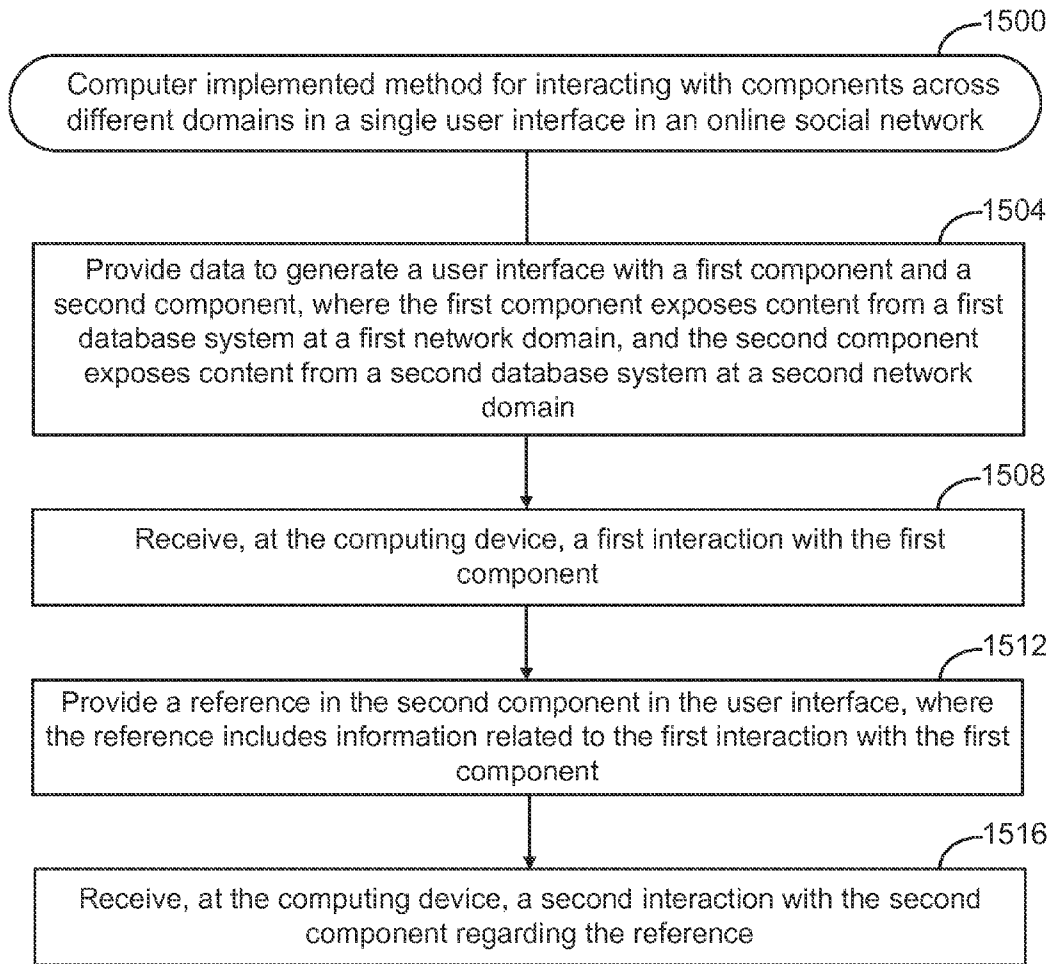 1500
Computer implemented method for interacting with components across
different domains in a single user interface in an online social network
1504
Provide data to generate a user interface with a first component and a
second component, where the first component exposes content from a first
database system at a first network domain, and the second component
exposes content from a second database system at a second network
domain
1508
Receive, at the computing device, a first interaction with the first
component
1512
Provide a reference in the second component in the user interface, where
the reference includes information related to the first interaction with the first
component
1516
Receive, at the computing device, a second interaction with the second
component regarding the reference